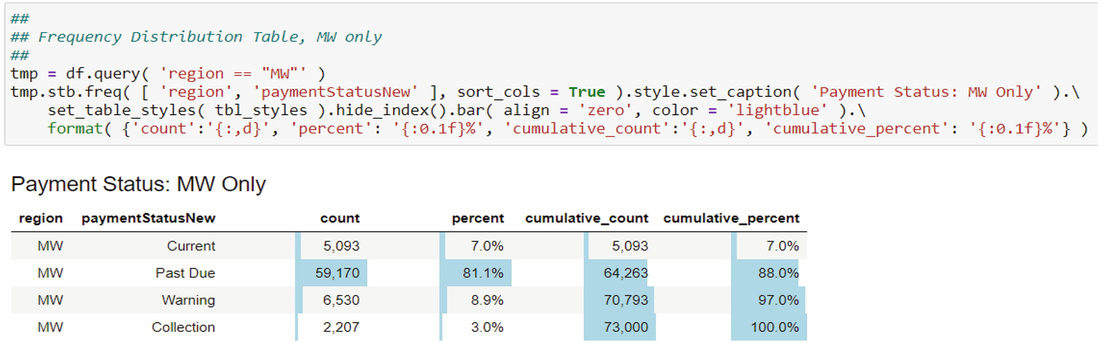 ##
## Frequency Distribution Table, MW only
##
tmp = df.query( 'region == "MW"' )
tmp.stb.freq( [ 'region', 'paymentStatusNew' ], sort_cols = True ).style.set_caption( 'Payment Status: MW Only' ).\
    set_table_styles( tbl_styles ).hide_index().bar( align = 'zero', color = 'lightblue' ).\
    format( {'count':'{:,d}', 'percent': '{:0.1f}%', 'cumulative_count':'{:,d}', 'cumulative_percent': '{:0.1f}%'} )
Payment Status: MW Only
region paymentStatusNew count percent cumulative_count cumulative_percent
MW Current 5,093 7.0% 5,093 7.0%
MW Past Due 59,170 81.1% 64,263 88.0%
MW Warning 6,530 8.9% 70,793 97.0%
MW Collection 2,207 3.0% 73,000 100.0%